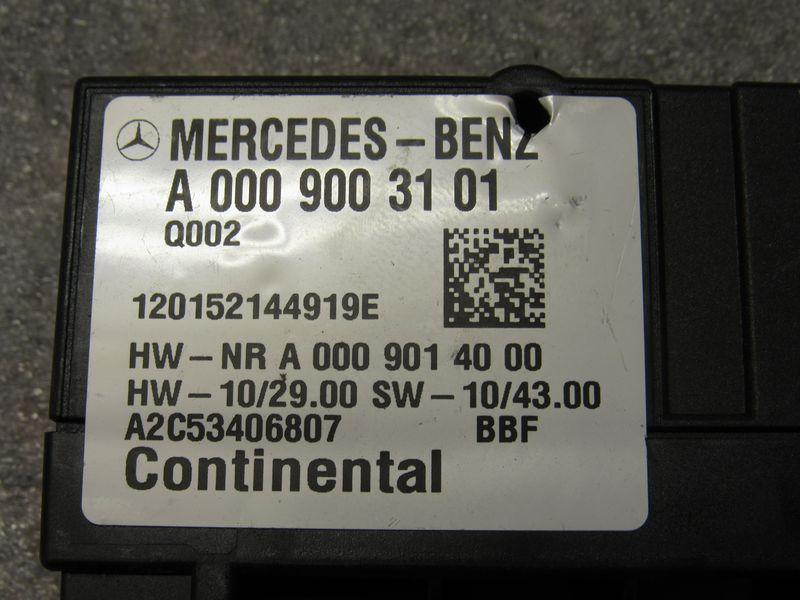 MERCEDES-BENZ
A 000 900 31 01
Q002
120152144919E
HW-NR A 000 901 40 00
HW-10/29.00 SW-10/43.00
A2C53406807 BBF
Continental